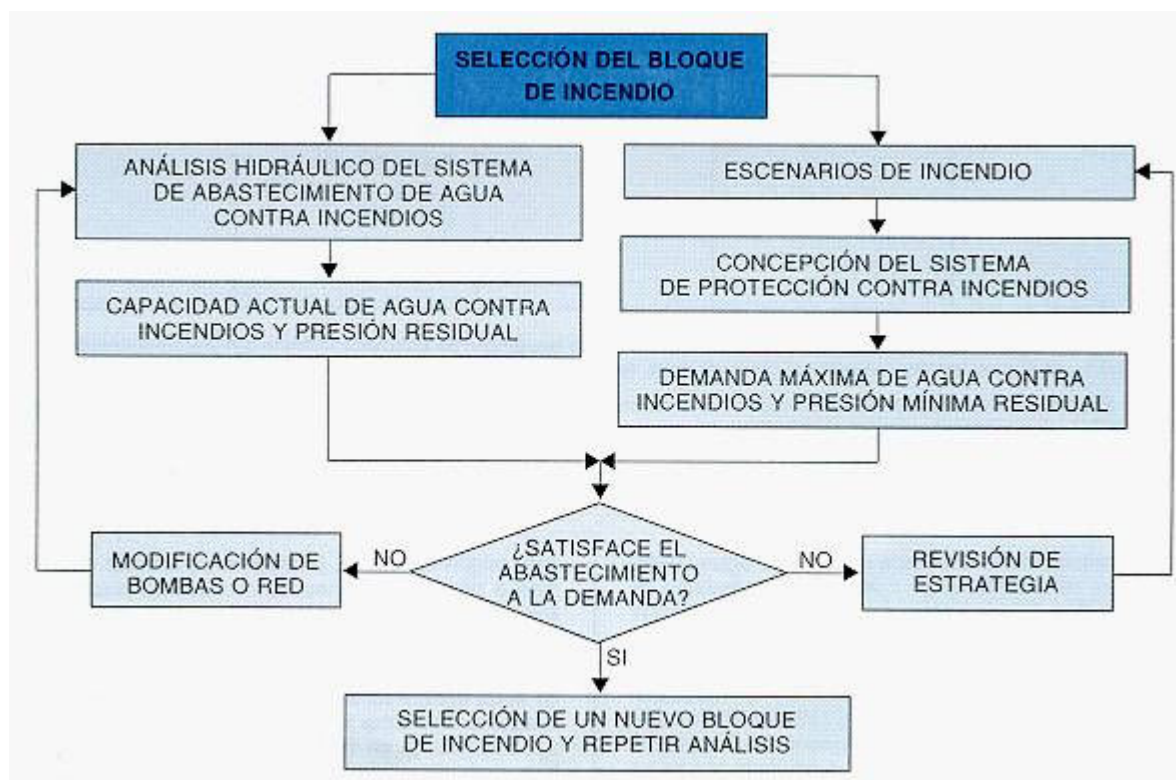 SELECCIÓN DEL BLOQUE
DE INCENDIO
ANÁLISIS HIDRÁULICO DEL SISTEMA
DE ABASTECIMIENTO DE AGUA
CONTRA INCENDIOS
ESCENARIOS DE INCENDIO
CONCEPCIÓN DEL SISTEMA
DE PROTECCIÓN CONTRA INCENDIOS
CAPACIDAD ACTUAL DE AGUA CONTRA
INCENDIOS Y PRESIÓN RESIDUAL
DEMANDA MÁXIMA DE AGUA CONTRA
INCENDIOS Y PRESIÓN MÍNIMA RESIDUAL
MODIFICACIÓN DE
BOMBAS O RED
NO
¿SATISFACE EL
ABASTECIMIENTO
A LA DEMANDA?
NO
REVISIÓN DE
ESTRATEGIA
SI
SELECCIÓN DE UN NUEVO BLOQUE
DE INCENDIO Y REPETIR ANÁLISIS